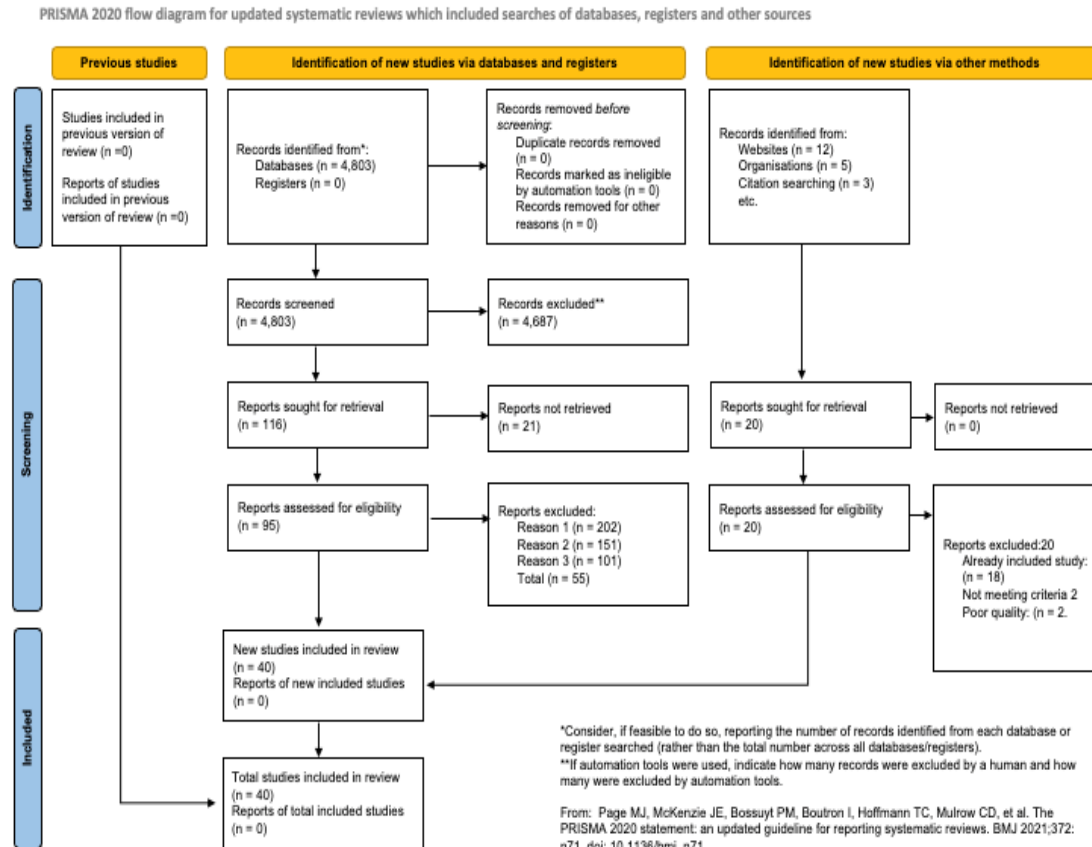 PRISMA 2020 flow diagram for updated systematic reviews which included searches of databases, registers and other sources
Previous studies
Identification of new studies via databases and registers
Identification of new studies via other methods
Identification
Studies included in
previous version of
review (n =0)
Reports of studies
included in previous
version of review (n =0)
Records identified from*:
Databases (n = 4,803)
Registers (n = 0)
Records removed before
screening:
Duplicate records removed
(n = 0)
Records marked as ineligible
by automation tools (n = 0)
Records removed for other
reasons (n = 0)
Records identified from:
Websites (n = 12)
Organisations (n = 5)
Citation searching (n = 3)
etc.
Screening
Records screened
(n = 4,803)
Records excluded**
(n = 4,687)
Reports sought for retrieval
(n = 116)
Reports not retrieved
(n = 21)
Reports sought for retrieval
(n = 20)
Reports not retrieved
(n = 0)
Reports assessed for eligibility
(n = 95)
Reports excluded:
Reason 1 (n = 202)
Reason 2 (n = 151)
Reason 3 (n = 101)
Total (n = 55)
Reports assessed for eligibility
(n = 20)
Reports excluded:20
Already included study:
(n = 18)
Not meeting criteria 2
Poor quality: (n = 2.
Included
New studies included in review
(n = 40)
Reports of new included studies
(n = 0)
Total studies included in review
(n = 40)
Reports of total included studies
(n = 0)
*Consider, if feasible to do so, reporting the number of records identified from each database or
register searched (rather than the total number across all databases/registers).
**If automation tools were used, indicate how many records were excluded by a human and how
many were excluded by automation tools.
From: Page MJ, McKenzie JE, Bossuyt PM, Boutron I, Hoffmann TC, Mulrow CD, et al. The
PRISMA 2020 statement: an updated guideline for reporting systematic reviews. BMJ 2021;372:
n71. doi: 10.1136/bmj.n71